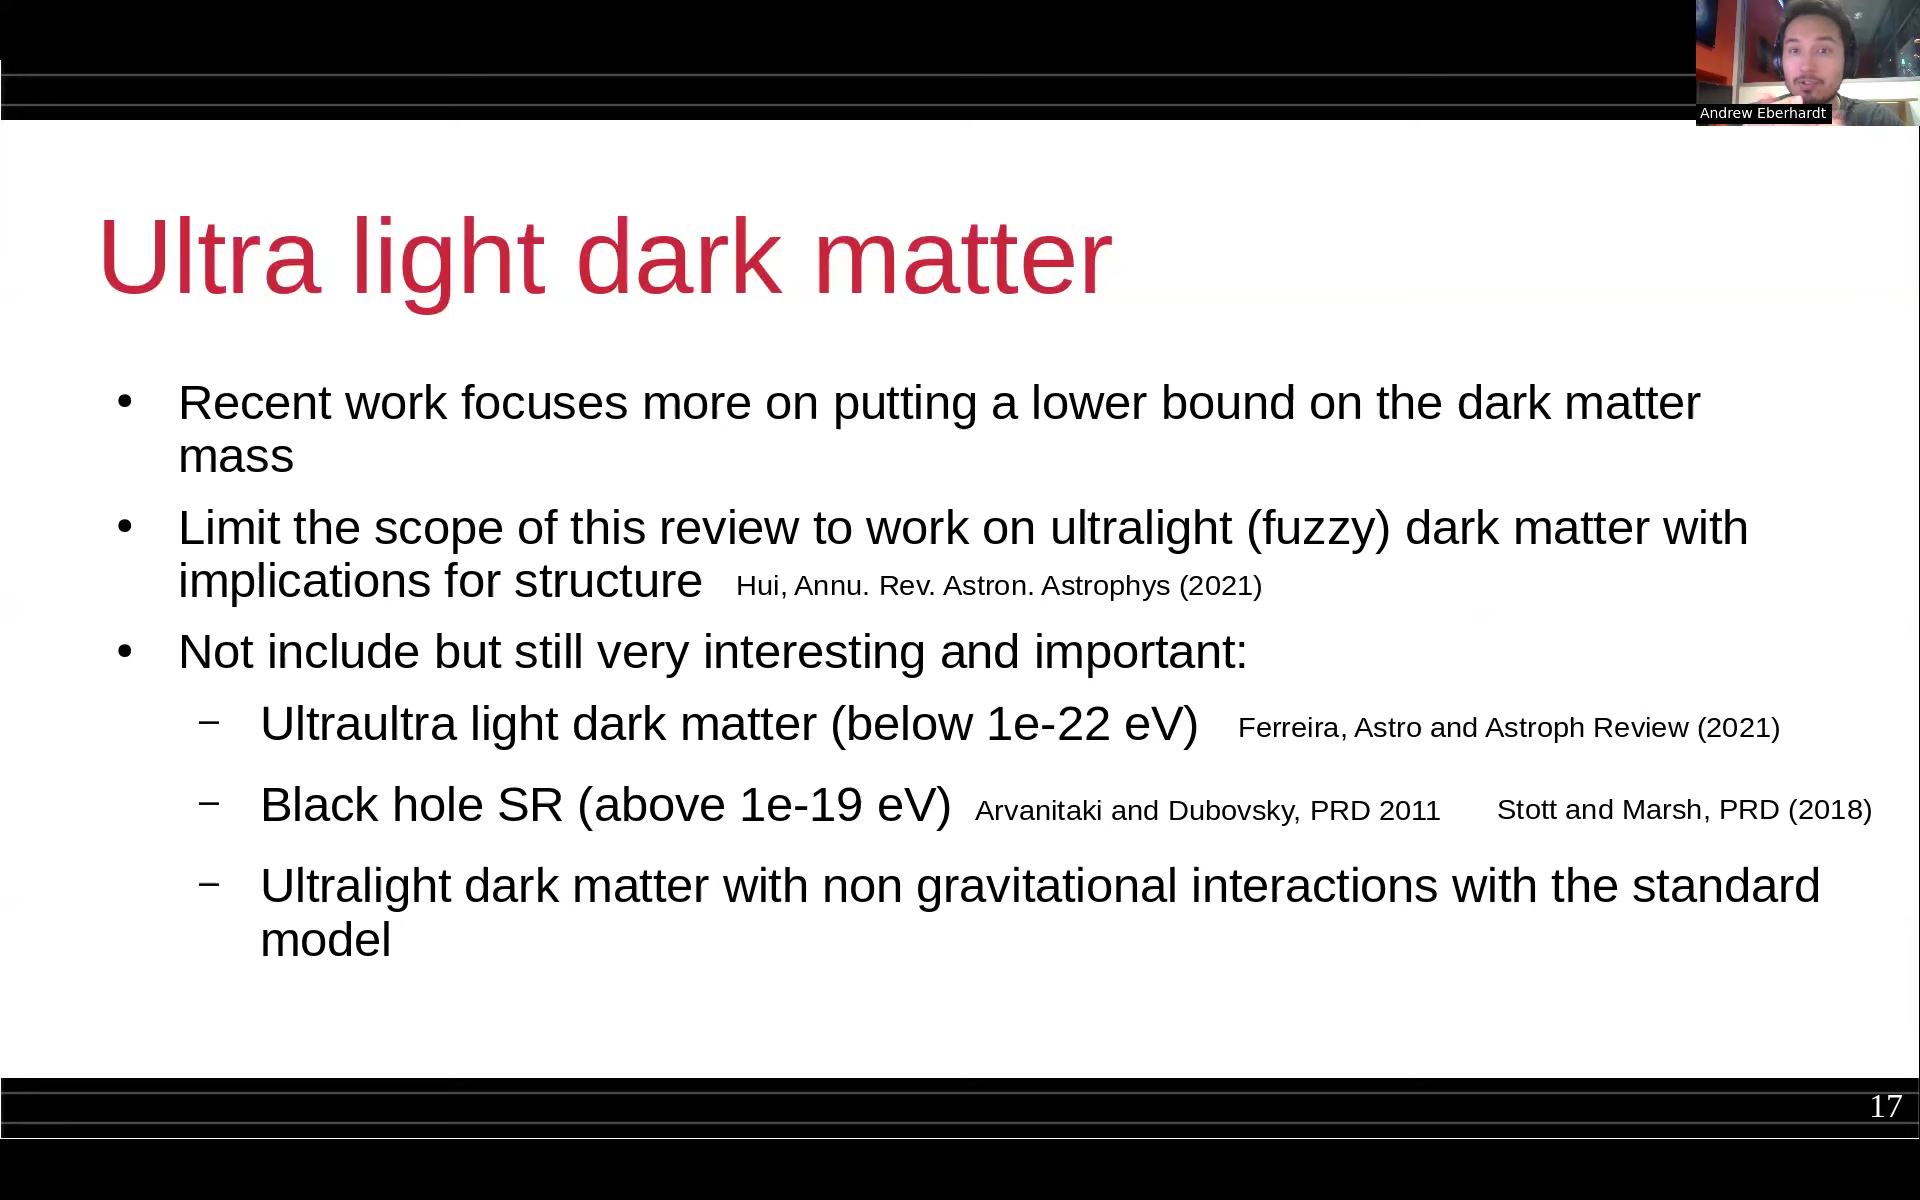 Andrew Eberhardt
Ultra light dark matter
• Recent work focuses more on putting a lower bound on the dark matter
mass
• Limit the scope of this review to work on ultralight (fuzzy) dark matter with
implications for structure Hui, Annu. Rev. Astron. Astrophys (2021)
• Not include but still very interesting and important:
– Ultraultra light dark matter (below 1e-22 eV) Ferreira, Astro and Astroph Review (2021)
– Black hole SR (above 1e-19 eV) Arvanitaki and Dubovsky, PRD 2011 Stott and Marsh, PRD (2018)
– Ultralight dark matter with non gravitational interactions with the standard
model
17